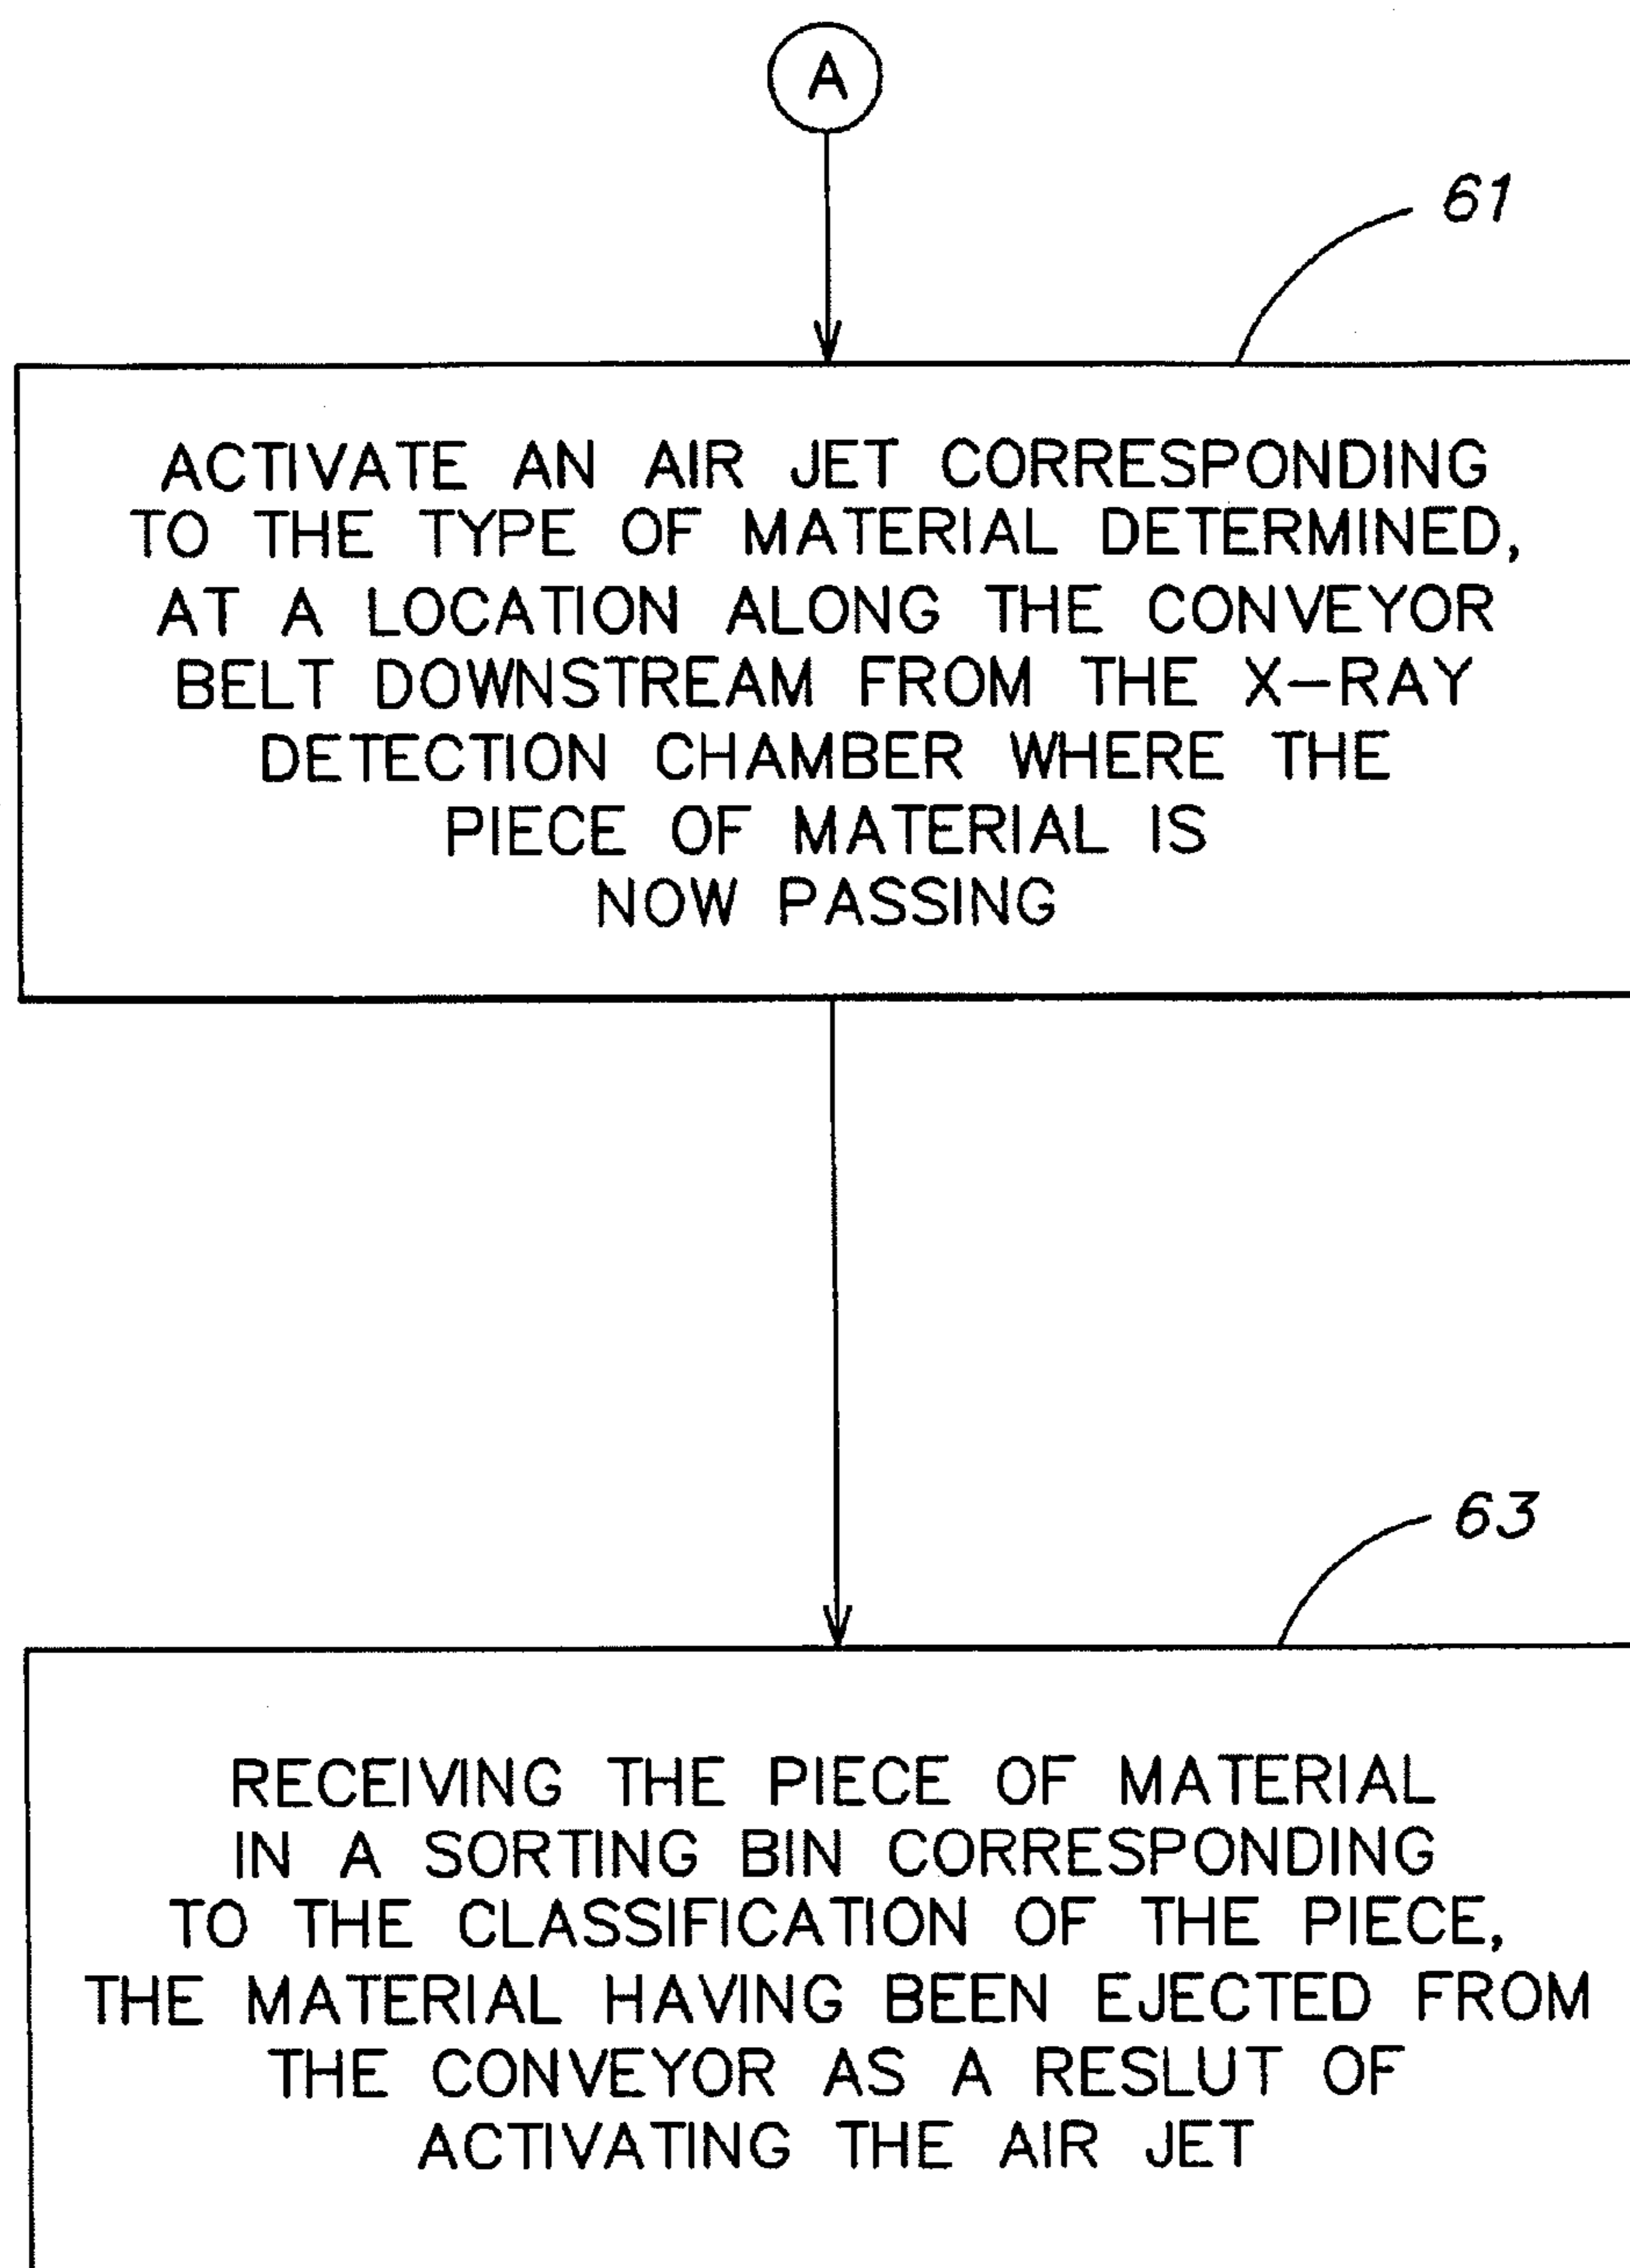 A
61
ACTIVATE AN AIR JET CORRESPONDING
TO THE TYPE OF MATERIAL DETERMINED,
AT A LOCATION ALONG THE CONVEYOR
BELT DOWNSTREAM FROM THE X-RAY
DETECTION CHAMBER WHERE THE
PIECE OF MATERIAL IS
NOW PASSING
63
RECEIVING THE PIECE OF MATERIAL
IN A SORTING BIN CORRESPONDING
TO THE CLASSIFICATION OF THE PIECE,
THE MATERIAL HAVING BEEN EJECTED FROM
THE CONVEYOR AS A RESLUT OF
ACTIVATING THE AIR JET